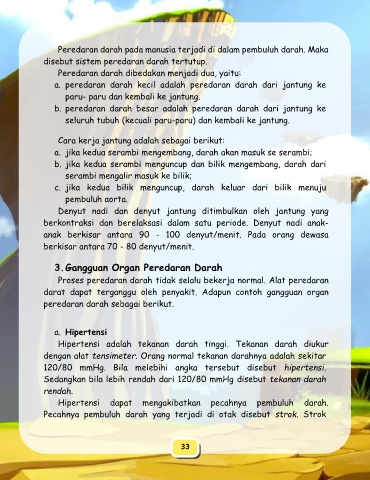 Peredaran darah pada manusia terjadi di dalam pembuluh darah. Maka
disebut sistem peredaran darah tertutup.
Peredaran darah dibedakan menjadi dua, yaitu:
a. peredaran darah kecil adalah peredaran darah dari jantung ke
paru- paru dan kembali ke jantung.
b. peredaran darah besar adalah peredaran darah dari jantung ke
seluruh tubuh (kecuali paru-paru) dan kembali ke jantung.
Cara kerja jantung adalah sebagai berikut:
a. jika kedua serambi mengembang, darah akan masuk se serambi;
b. jika kedua serambi menguncup dan bilik mengembang, darah dari
serambi mengalir masuk ke bilik;
c. jika kedua bilik menguncup, darah keluar dari bilik menuju
pembuluh aorta.
Denyut nadi dan denyut jantung ditimbulkan oleh jantung yang
berkontraksi dan berelaksasi dalam satu periode. Denyut nadi anak-
anak berkisar antara 90 - 100 denyut/menit. Pada orang dewasa
berkisar antara 70 - 80 denyut/menit.
3. Gangguan Organ Peredaran Darah
Proses peredaran darah tidak selalu bekerja normal. Alat peredaran
darat dapat terganggu oleh penyakit. Adapun contoh gangguan organ
peredaran darah sebagai berikut.
a. Hipertensi
Hipertensi adalah tekanan darah tinggi. Tekanan darah diukur
dengan alat tensimeter. Orang normal tekanan darahnya adalah sekitar
120/80 mmHg. Bila melebihi angka tersebut disebut hipertensi.
Sedangkan bila lebih rendah dari 120/80 mmHg disebut tekanan darah
rendah.
Hipertensi dapat mengakibatkan pecahnya pembuluh darah.
Pecahnya pembuluh darah yang terjadi di otak disebut strok. Strok
33